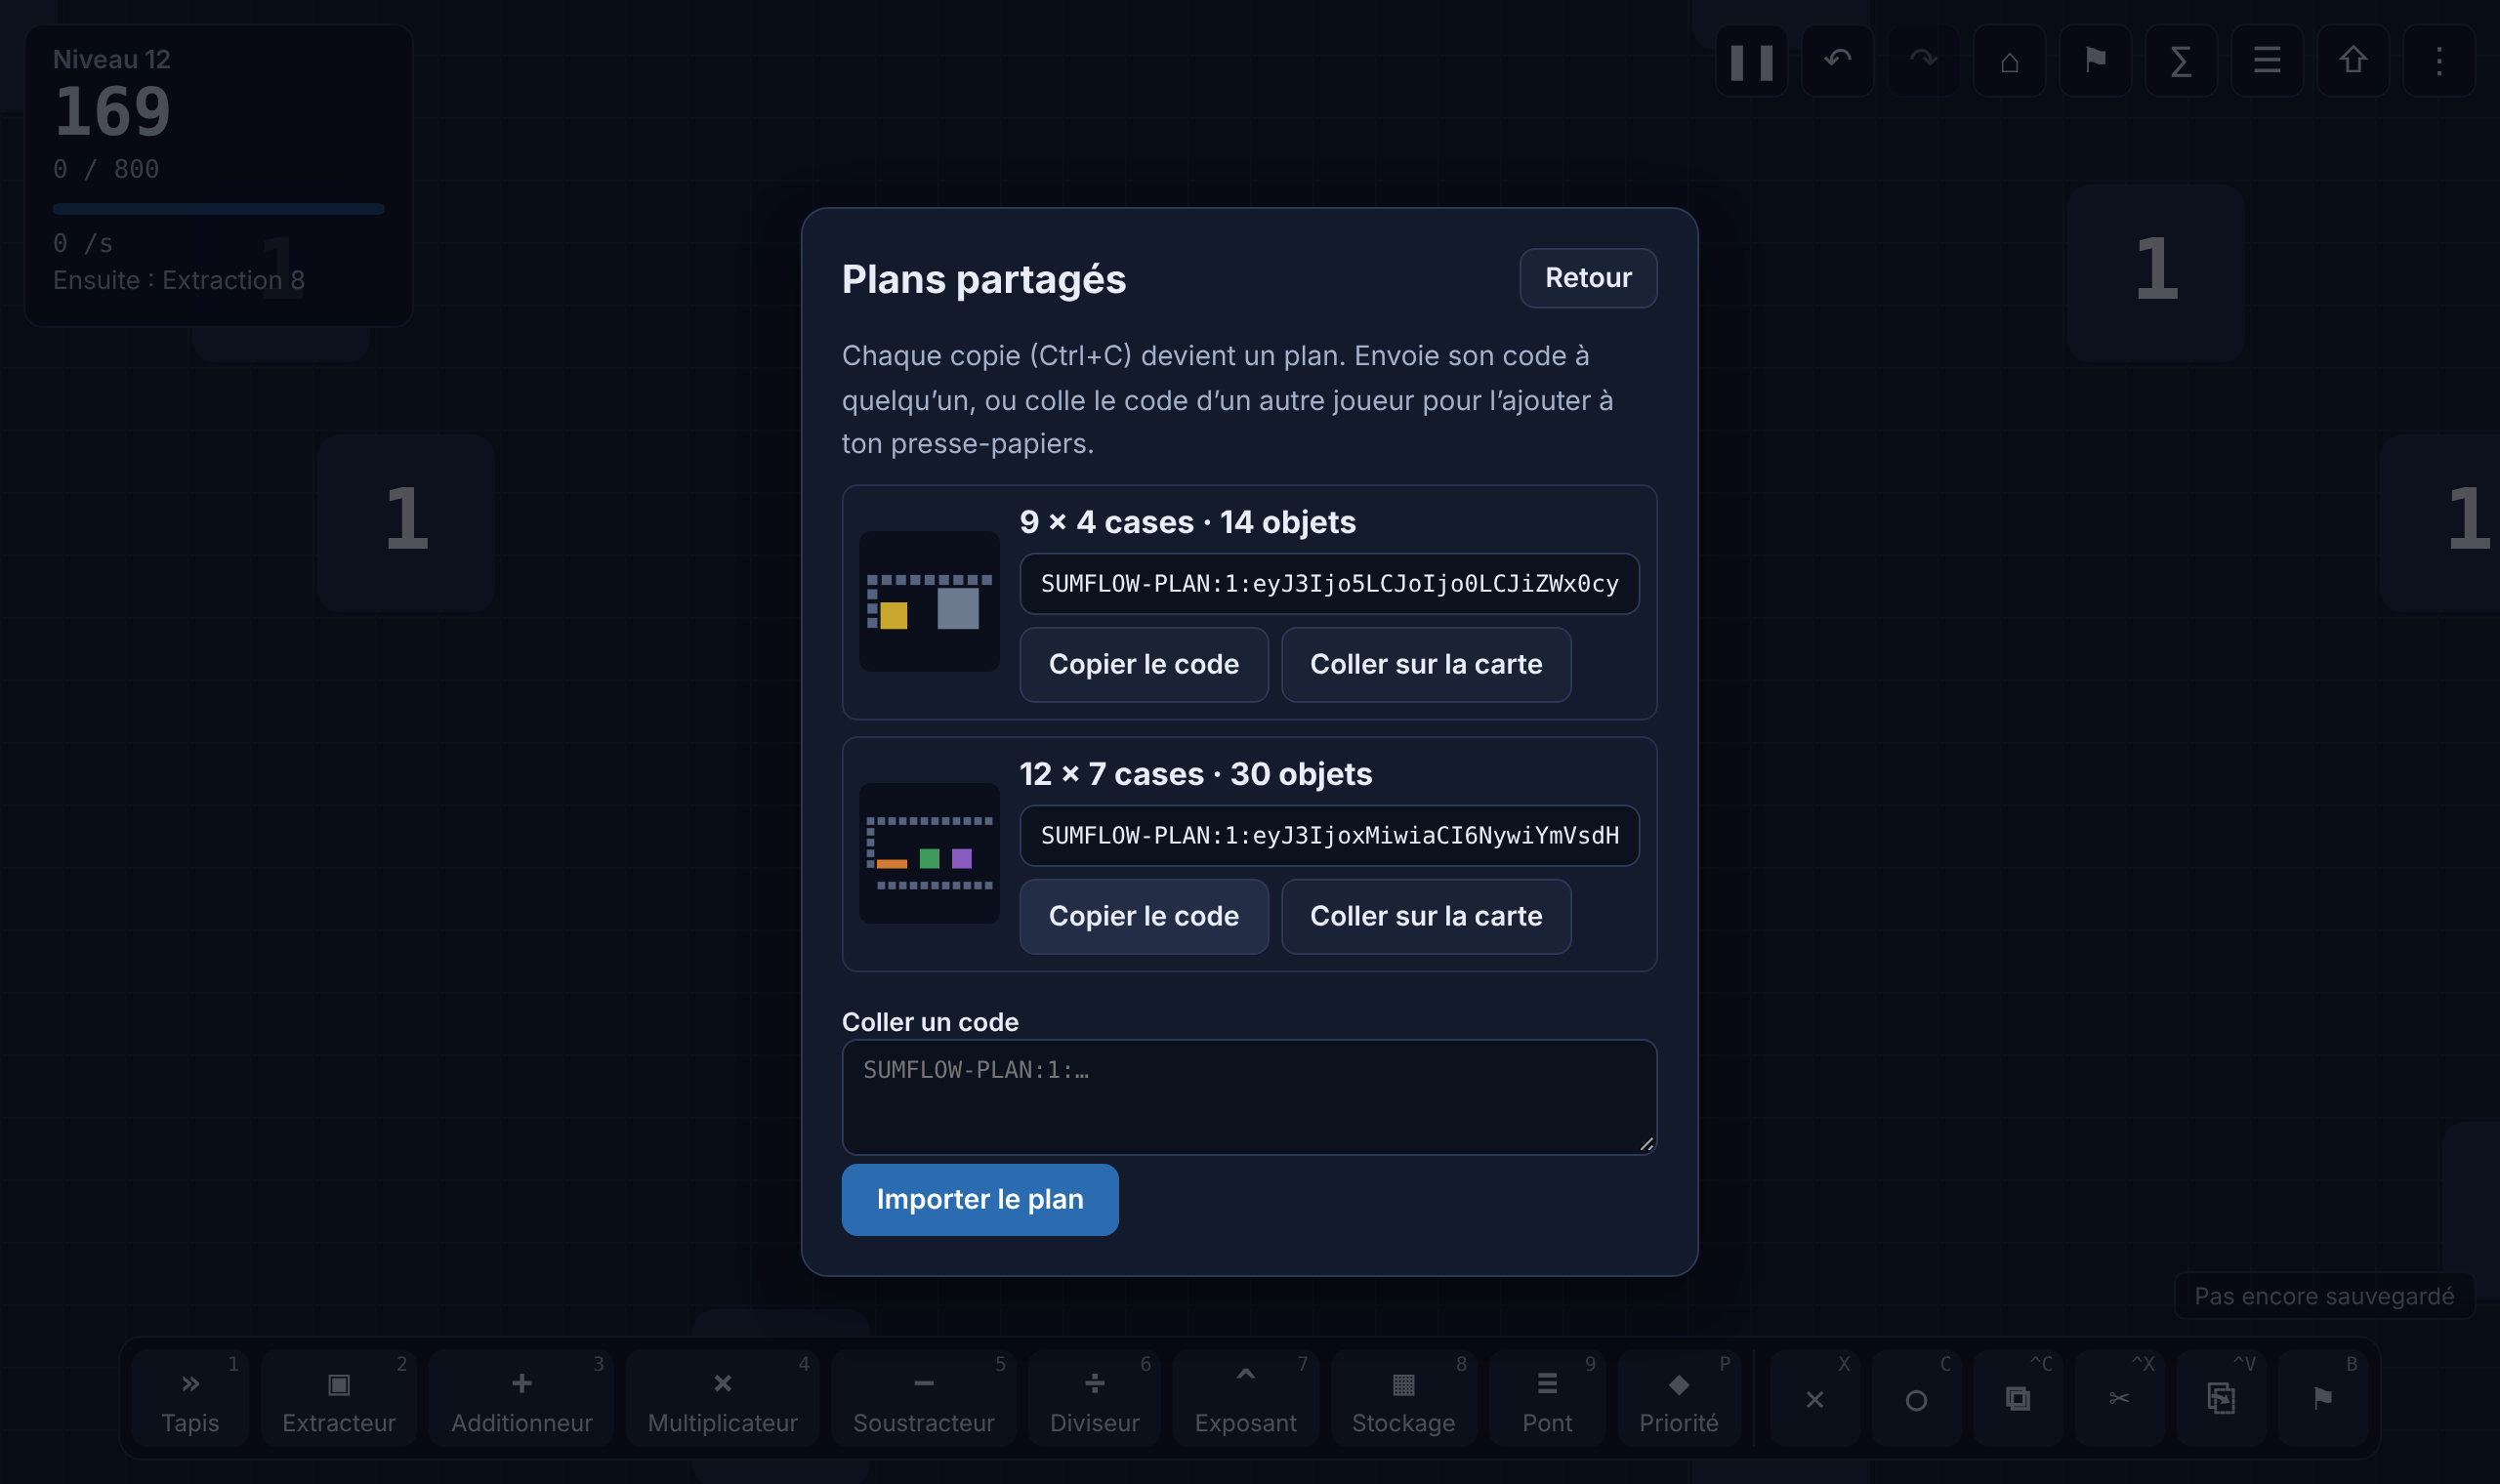 Niveau 12
169
0 / 800
0 /s
Ensuite : Extraction 8
1
1
1
1
Plans partagés
Retour
Chaque copie (Ctrl+C) devient un plan. Envoie son code à
quelqu’un, ou colle le code d’un autre joueur pour l’ajouter à
ton presse-papiers.
9 × 4 cases · 14 objets
SUMFLOW-PLAN:1:eyJ3Ijo5LCJoIjo0LCJiZWx0cy
Copier le code
Coller sur la carte
12 × 7 cases · 30 objets
SUMFLOW-PLAN:1:eyJ3IjoxMiwiaCI6NywiYmVsdH
Copier le code
Coller sur la carte
Coller un code
SUMFLOW-PLAN:1:…
Importer le plan
Pas encore sauvegardé
» 1 Tapis
2 Extracteur
+ 3 Additionneur
× 4 Multiplicateur
− 5 Soustracteur
÷ 6 Diviseur
^ 7 Exposant
8 Stockage
9 Pont
P Priorité
X
C
^C
^X
^V
B